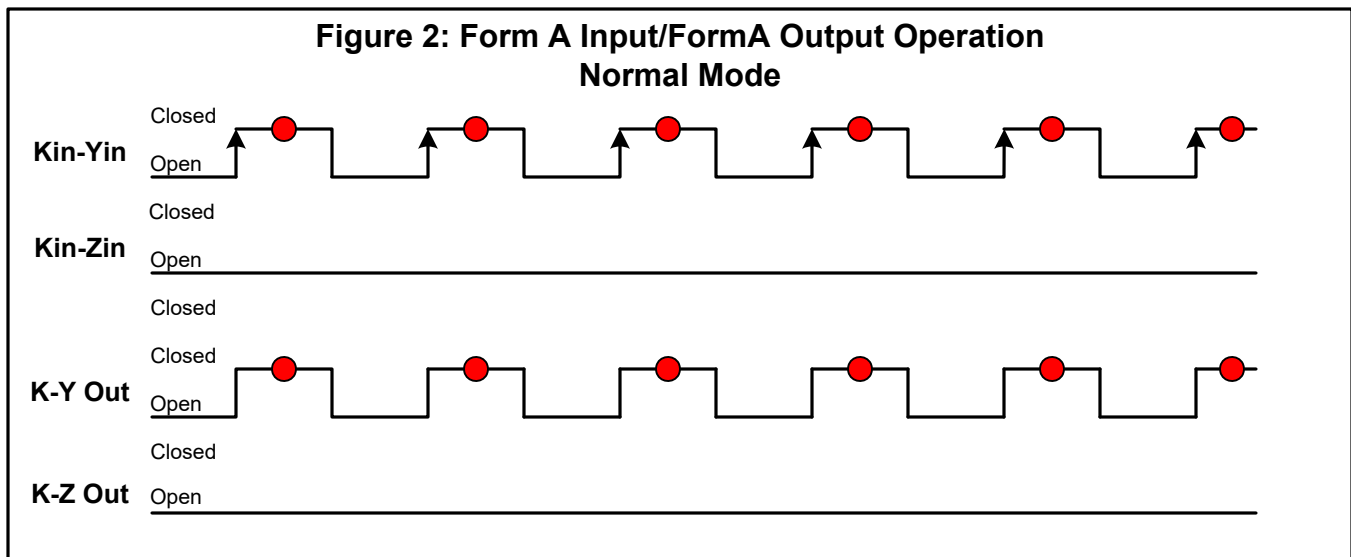 Figure 2: Form A Input/FormA Output Operation
Normal Mode
Closed
Kin-Yin
Open
Closed
Kin-Zin
Open
Closed
Closed
K-Y Out
Open
Closed
K-Z Out
Open